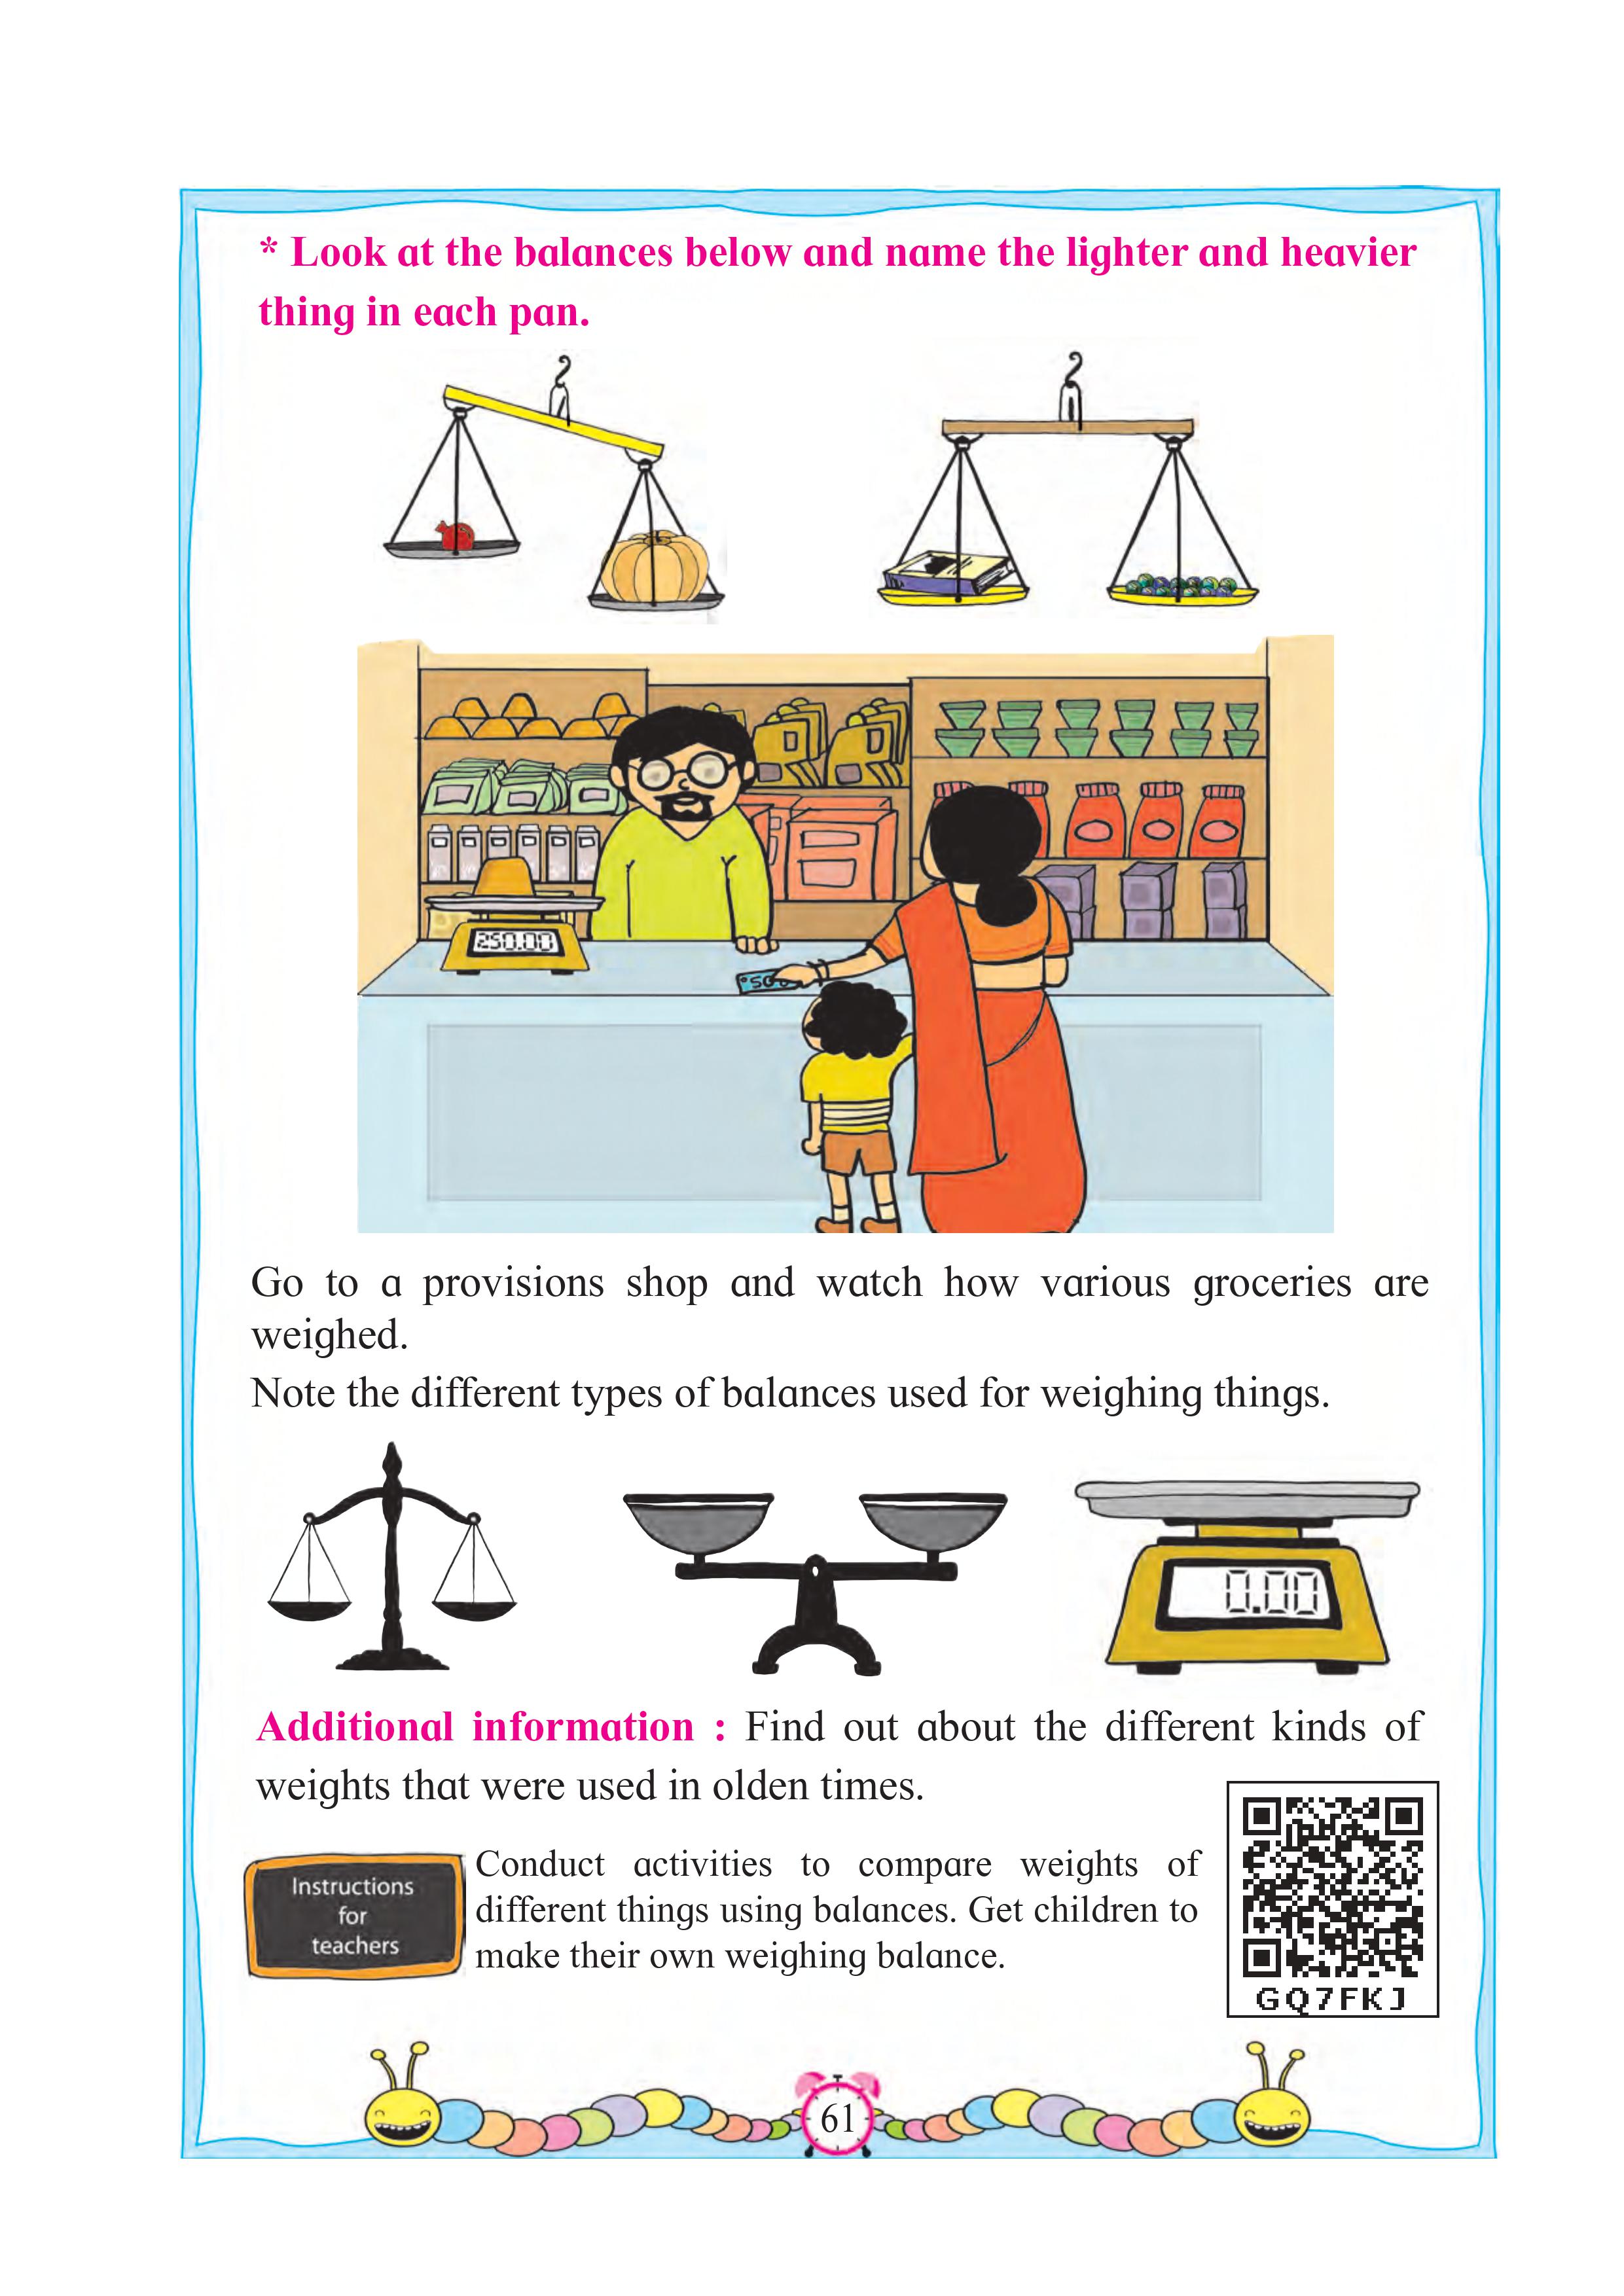 * Look at the balances below and name the lighter and heavier
thing in each pan.
250.00
50
Go to a provisions shop and watch how various groceries are
weighed.
Note the different types of balances used for weighing things.
0.00
Additional information : Find out about the different kinds of
weights that were used in olden times.
Instructions
for
teachers
Conduct activities to compare weights of
different things using balances. Get children to
make their own weighing balance.
GQ7FKJ
61